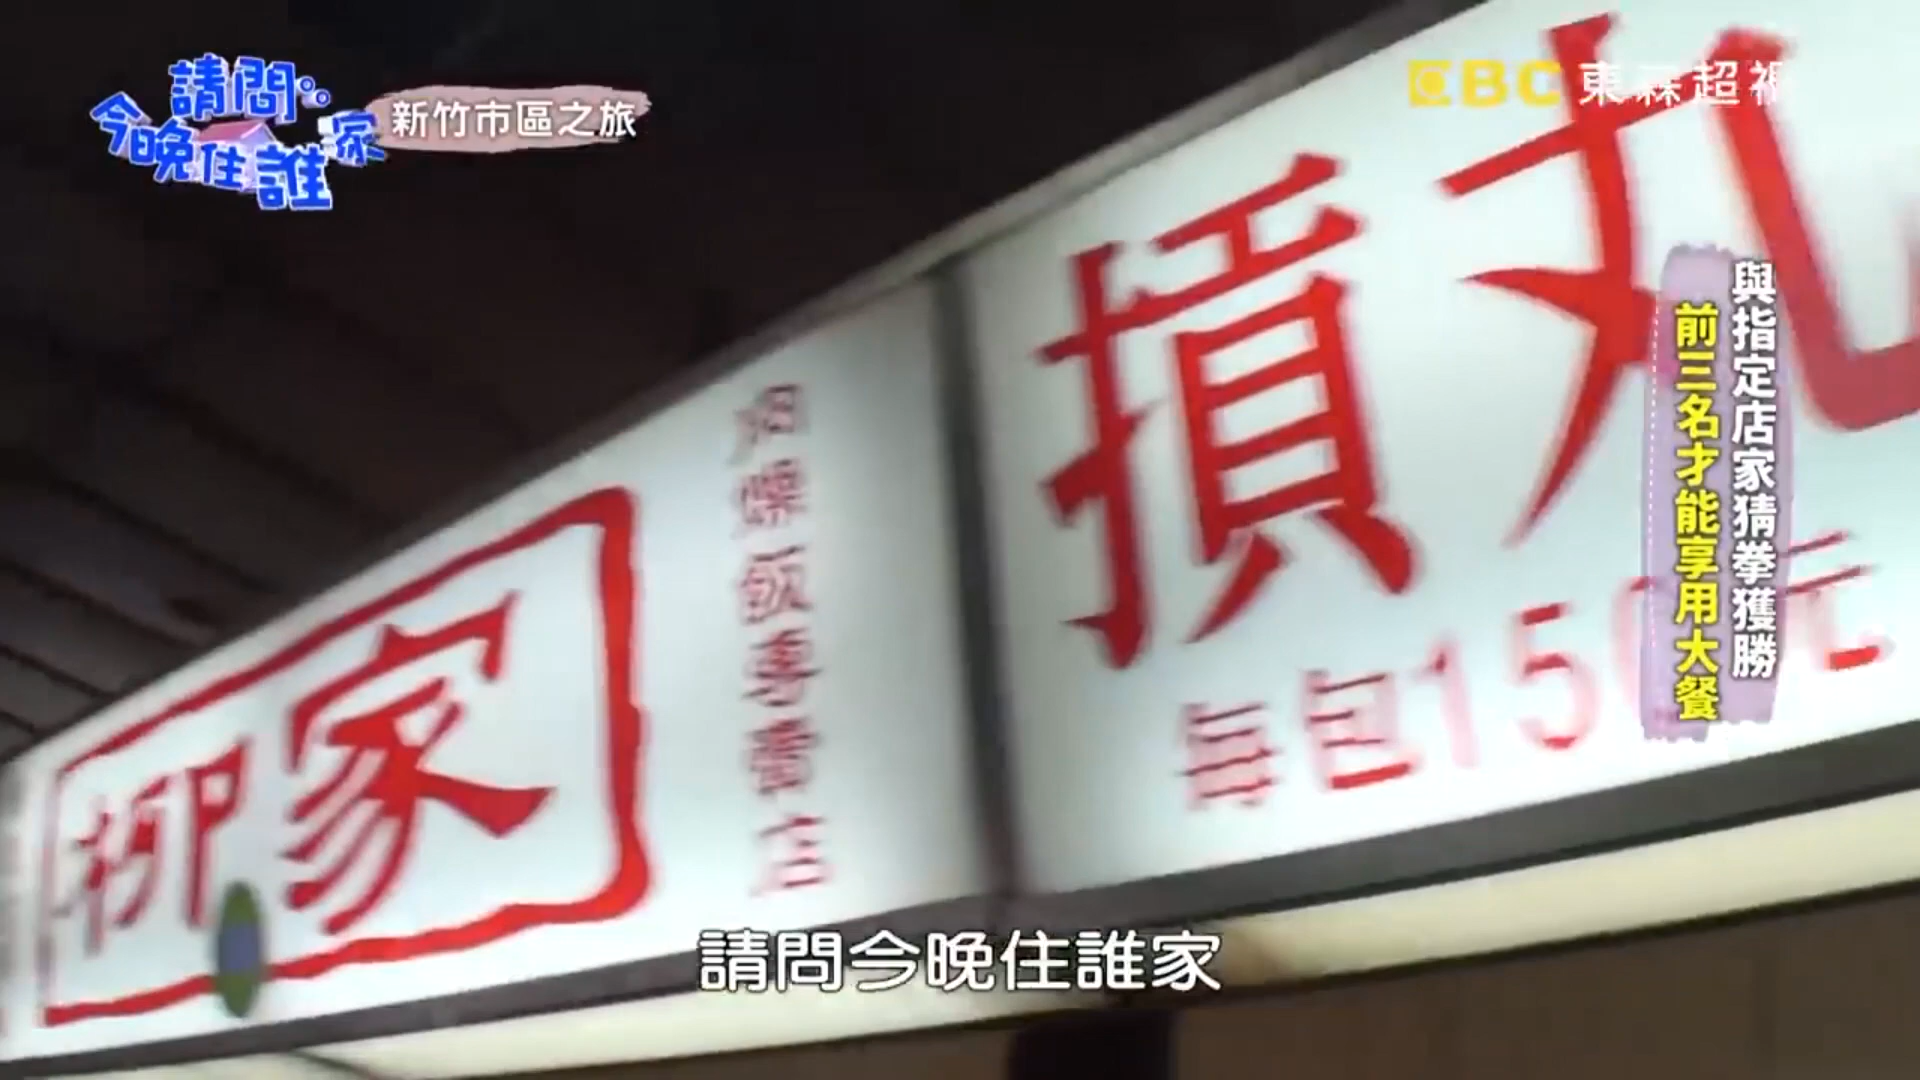 請問
今晚住誰家
新竹市區之旅
EBC 東森超視
與指定店家猜拳獲勝
前三名才能享用大餐
摃丸
每包150元
柳家
肉燥飯專賣店
請問今晚住誰家